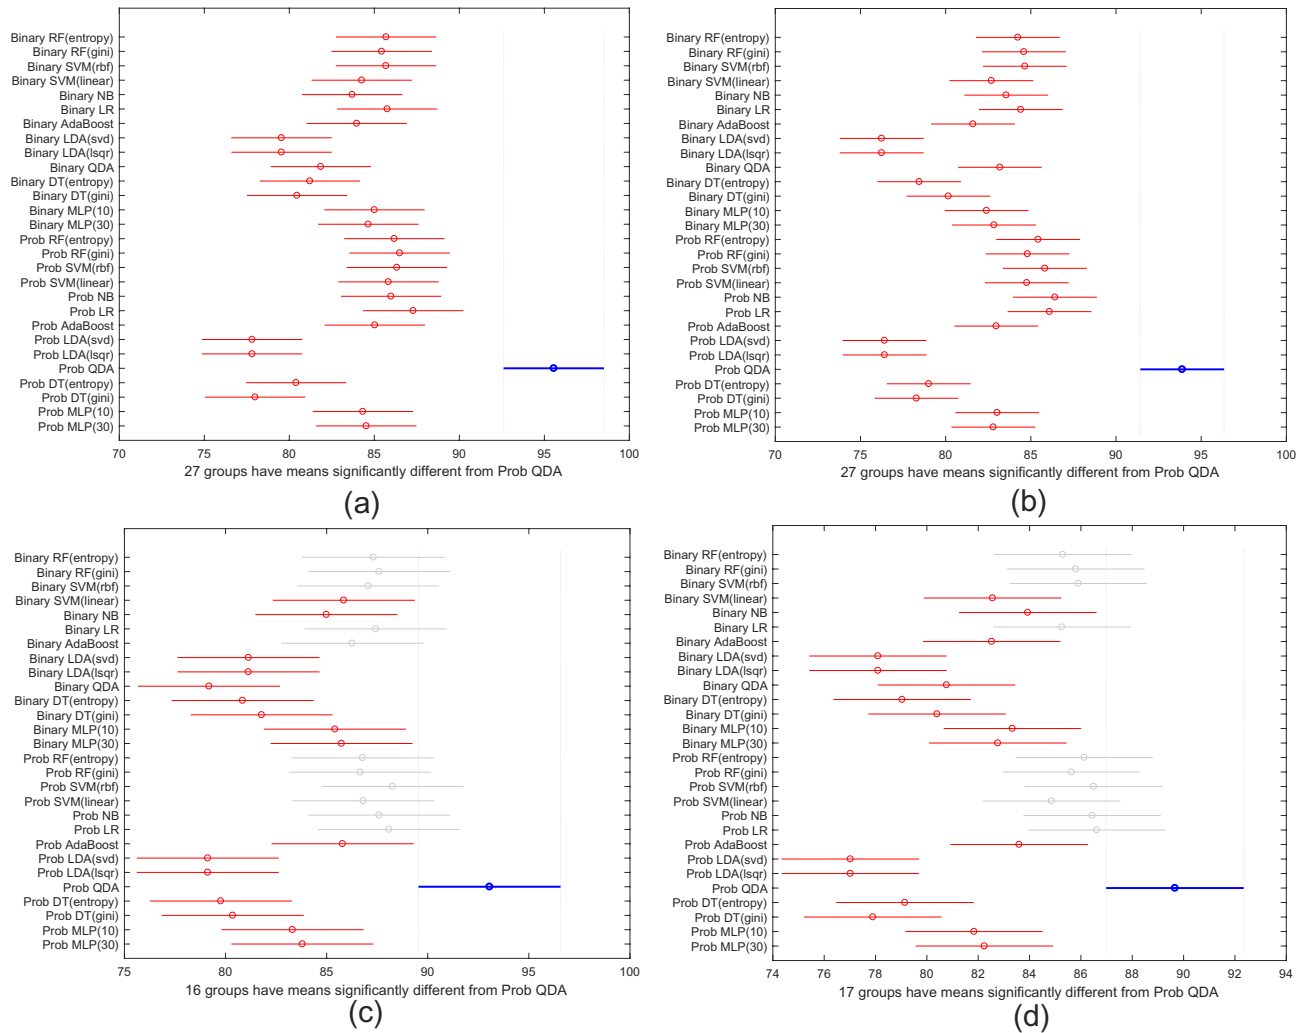 Binary RF(entropy)
Binary RF(gini)
Binary SVM(rbf)
Binary SVM(linear)
Binary NB
Binary LR
Binary AdaBoost
Binary LDA(svd)
Binary LDA(lsqr)
Binary QDA
Binary DT(entropy)
Binary DT(gini)
Binary MLP(10)
Binary MLP(30)
Prob RF(entropy)
Prob RF(gini)
Prob SVM(rbf)
Prob SVM(linear)
Prob NB
Prob LR
Prob AdaBoost
Prob LDA(svd)
Prob LDA(lsqr)
Prob QDA
Prob DT(entropy)
Prob DT(gini)
Prob MLP(10)
Prob MLP(30)
70 75 80 85 90 95 100
27 groups have means significantly different from Prob QDA
(a)
Binary RF(entropy)
Binary RF(gini)
Binary SVM(rbf)
Binary SVM(linear)
Binary NB
Binary LR
Binary AdaBoost
Binary LDA(svd)
Binary LDA(lsqr)
Binary QDA
Binary DT(entropy)
Binary DT(gini)
Binary MLP(10)
Binary MLP(30)
Prob RF(entropy)
Prob RF(gini)
Prob SVM(rbf)
Prob SVM(linear)
Prob NB
Prob LR
Prob AdaBoost
Prob LDA(svd)
Prob LDA(lsqr)
Prob QDA
Prob DT(entropy)
Prob DT(gini)
Prob MLP(10)
Prob MLP(30)
70 75 80 85 90 95 100
27 groups have means significantly different from Prob QDA
(b)
Binary RF(entropy)
Binary RF(gini)
Binary SVM(rbf)
Binary SVM(linear)
Binary NB
Binary LR
Binary AdaBoost
Binary LDA(svd)
Binary LDA(lsqr)
Binary QDA
Binary DT(entropy)
Binary DT(gini)
Binary MLP(10)
Binary MLP(30)
Prob RF(entropy)
Prob RF(gini)
Prob SVM(rbf)
Prob SVM(linear)
Prob NB
Prob LR
Prob AdaBoost
Prob LDA(svd)
Prob LDA(lsqr)
Prob QDA
Prob DT(entropy)
Prob DT(gini)
Prob MLP(10)
Prob MLP(30)
75 80 85 90 95 100
16 groups have means significantly different from Prob QDA
(c)
Binary RF(entropy)
Binary RF(gini)
Binary SVM(rbf)
Binary SVM(linear)
Binary NB
Binary LR
Binary AdaBoost
Binary LDA(svd)
Binary LDA(lsqr)
Binary QDA
Binary DT(entropy)
Binary DT(gini)
Binary MLP(10)
Binary MLP(30)
Prob RF(entropy)
Prob RF(gini)
Prob SVM(rbf)
Prob SVM(linear)
Prob NB
Prob LR
Prob AdaBoost
Prob LDA(svd)
Prob LDA(lsqr)
Prob QDA
Prob DT(entropy)
Prob DT(gini)
Prob MLP(10)
Prob MLP(30)
74 76 78 80 82 84 86 88 90 92 94
17 groups have means significantly different from Prob QDA
(d)